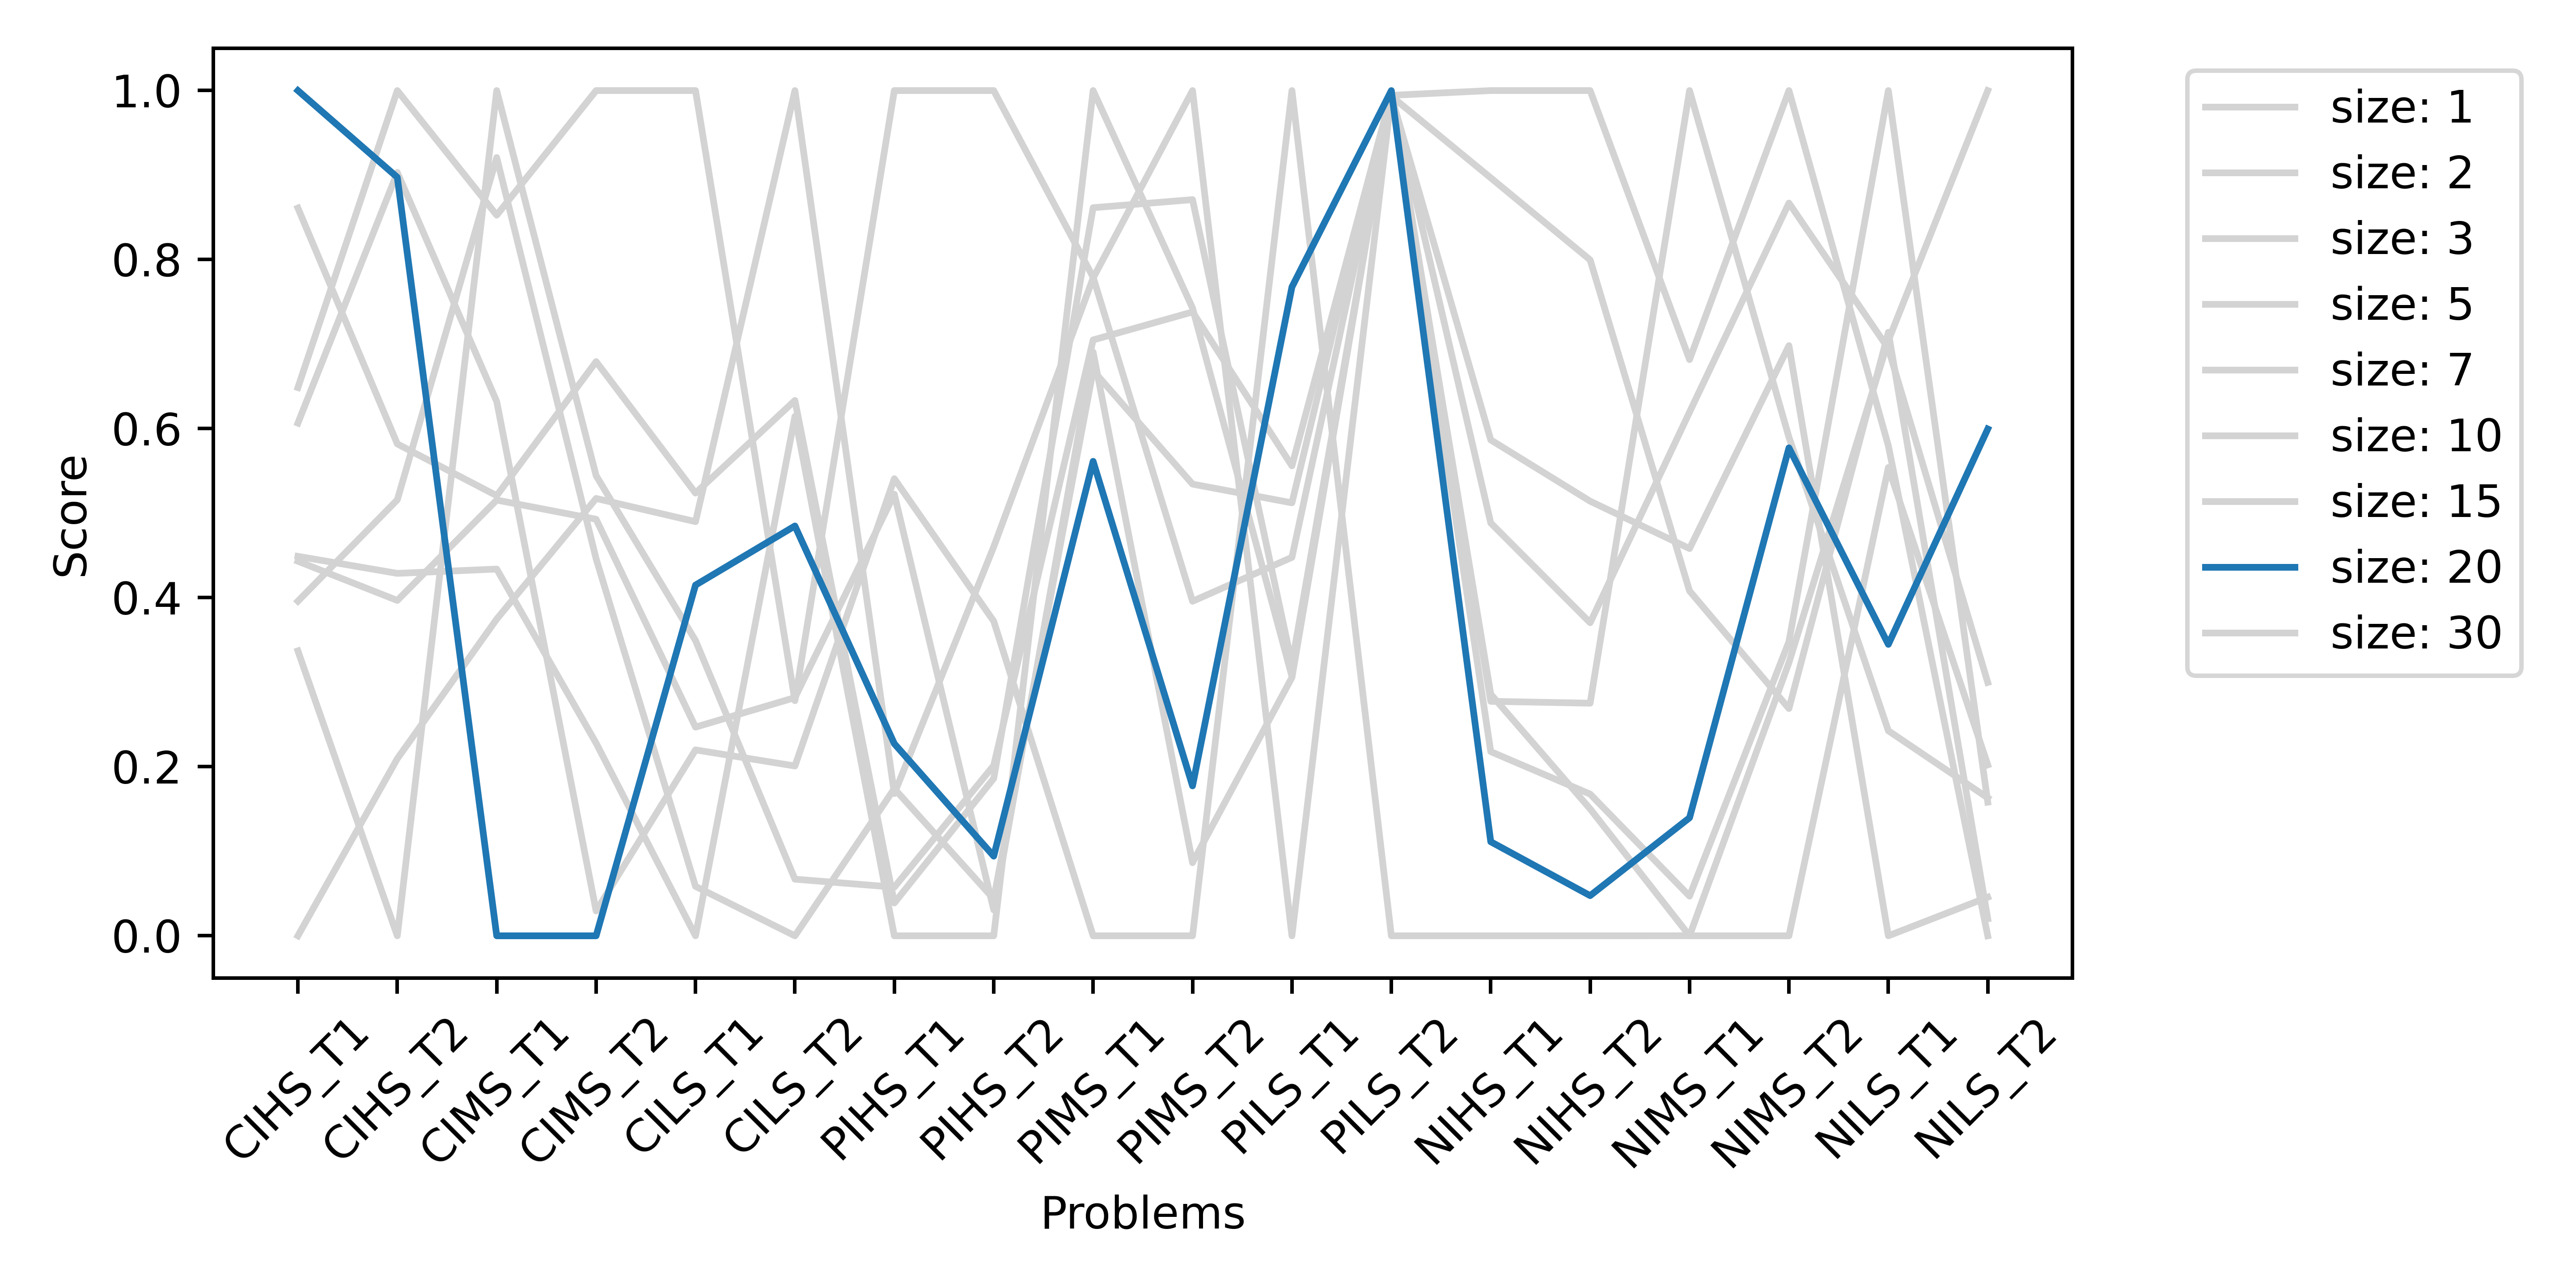 1.0
0.8
0.6
0.4
0.2
0.0
Score
CIHS_T1
CIHS_T2
CIMS_T1
CIMS_T2
CILS_T1
CILS_T2
PIHS_T1
PIHS_T2
PIMS_T1
PIMS_T2
PILS_T1
PILS_T2
NIHS_T1
NIHS_T2
NIMS_T1
NIMS_T2
NILS_T1
NILS_T2
Problems
size: 1
size: 2
size: 3
size: 5
size: 7
size: 10
size: 15
size: 20
size: 30